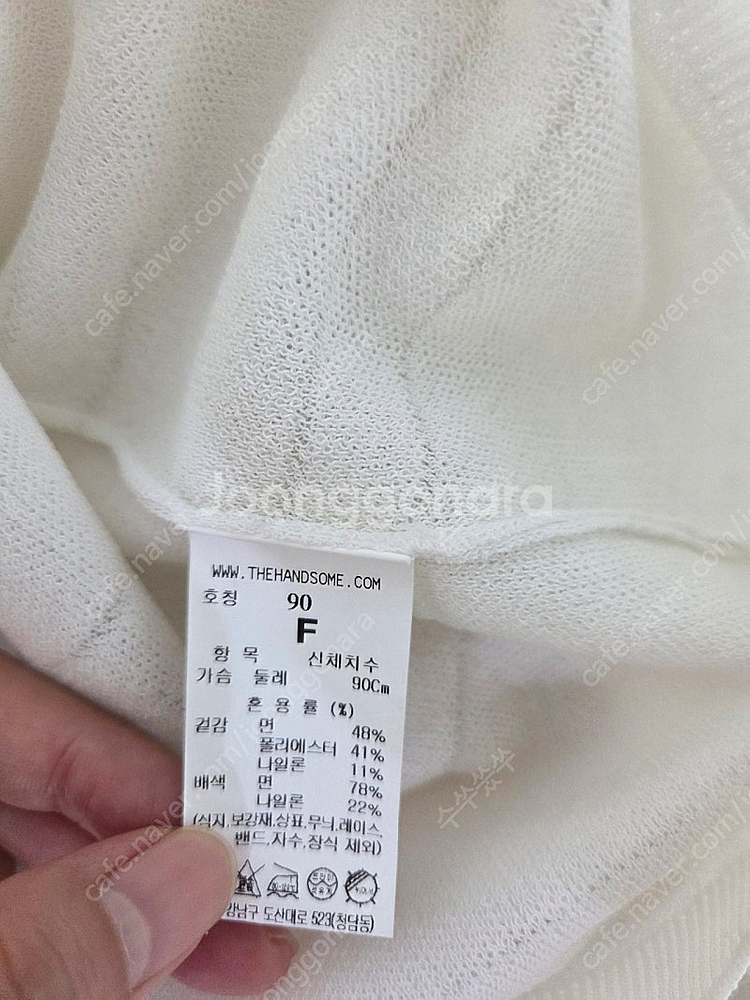 Joonggonara
WWW.THEHANDSOME.COM
호칭 90
F
항 목 신체치수
가슴 둘레 90Cm
혼 용 률 (%)
겉감 면 48%
폴리에스터 41%
나일론 11%
배색 면 78%
나일론 22%
(심지,보강재,상표,무늬,레이스,
밴드,자수,장식 제외)
강남구 도산대로 523(청담동)
cafe.naver.com/joonggonara
수쑤쓨쑤